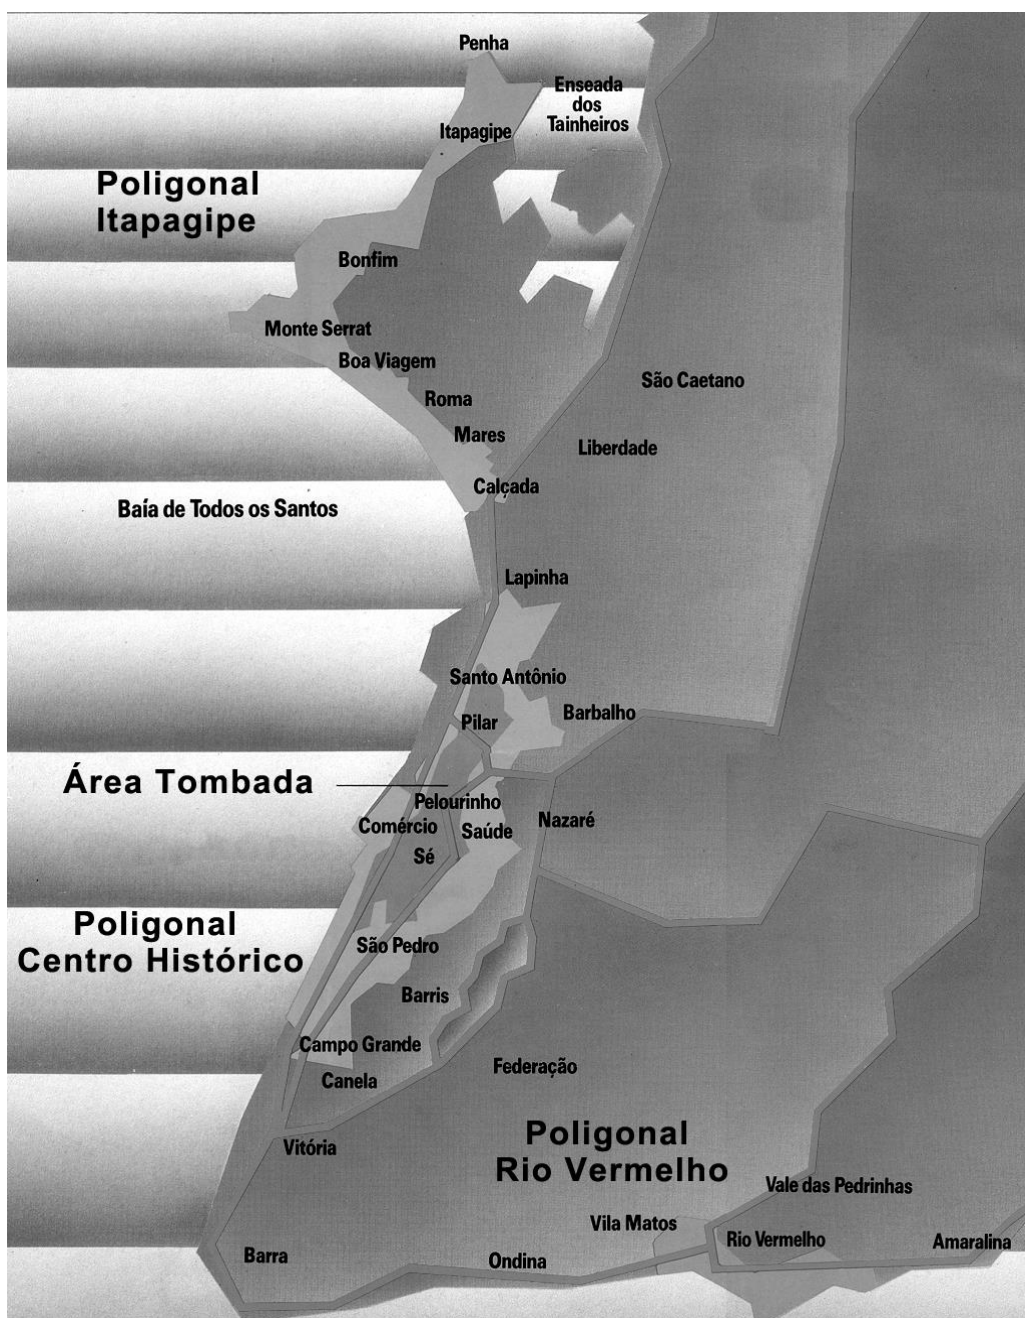 Penha
Enseada
dos
Tainheiros
Itapagipe
Poligonal
Itapagipe
Bonfim
Monte Serrat
Boa Viagem
São Caetano
Roma
Mares
Liberdade
Calçada
Baía de Todos os Santos
Lapinha
Santo Antônio
Pilar
Barbalho
Área Tombada
Pelourinho
Comércio
Saúde
Nazaré
Sé
Poligonal
Centro Histórico
São Pedro
Barris
Campo Grande
Canela
Federação
Vitória
Poligonal
Rio Vermelho
Vale das Pedrinhas
Vila Matos
Rio Vermelho
Amaralina
Barra
Ondina